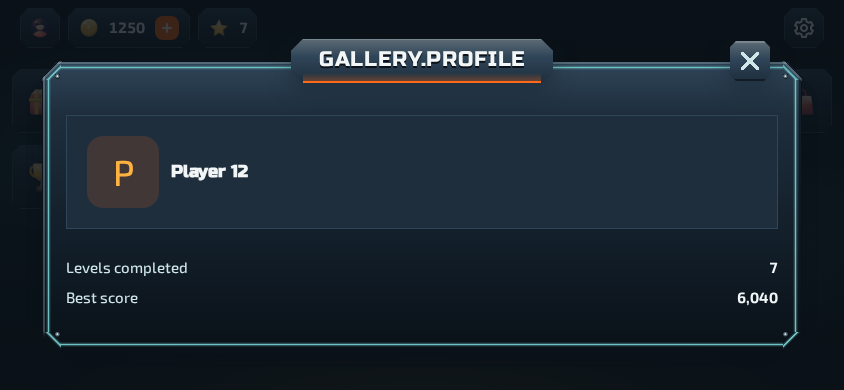 1250 + 7
GALLERY.PROFILE
P Player 12
Levels completed 7
Best score 6,040